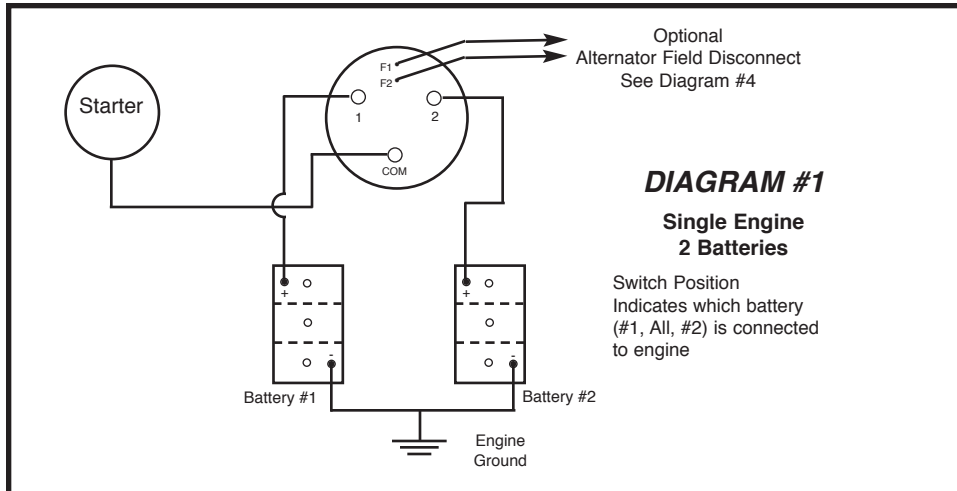 Optional
Alternator Field Disconnect
See Diagram #4
F1
F2
Starter
1
2
COM
DIAGRAM #1
Single Engine
2 Batteries
Switch Position
Indicates which battery
(#1, All, #2) is connected
to engine
+
+
-
-
Battery #1
Battery #2
Engine
Ground